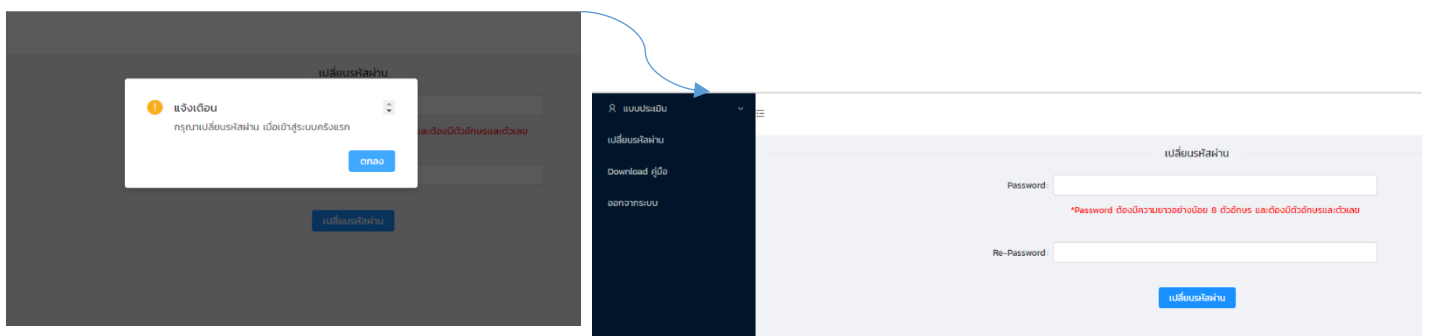 เปลี่ยนรหัสผ่าน
แจ้งเตือน
กรุณาเปลี่ยนรหัสผ่าน เมื่อเข้าสู่ระบบครั้งแรก
และต้องมีตัวอักษรและตัวเลข
ตกลง
เปลี่ยนรหัสผ่าน
แบบประเมิน
เปลี่ยนรหัสผ่าน
Download คู่มือ
ออกจากระบบ
เปลี่ยนรหัสผ่าน
Password:
*Password ต้องมีความยาวอย่างน้อย 8 ตัวอักษร และต้องมีตัวอักษรและตัวเลข
Re-Password:
เปลี่ยนรหัสผ่าน